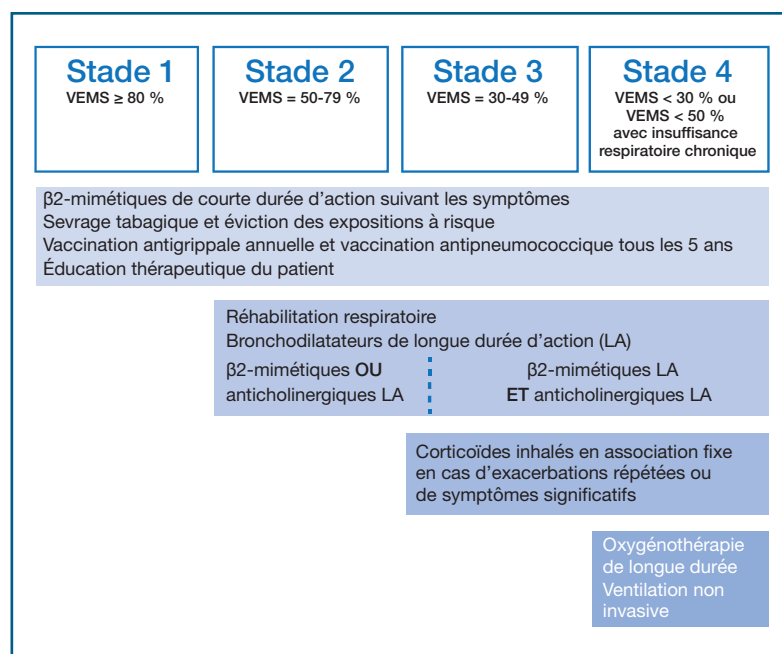 Stade 1
VEMS ≥ 80 %
Stade 2
VEMS = 50-79 %
Stade 3
VEMS = 30-49 %
Stade 4
VEMS < 30 % ou
VEMS < 50 %
avec insuffisance
respiratoire chronique
β2-mimétiques de courte durée d’action suivant les symptômes
Sevrage tabagique et éviction des expositions à risque
Vaccination antigrippale annuelle et vaccination antipneumococcique tous les 5 ans
Éducation thérapeutique du patient
Réhabilitation respiratoire
Bronchodilatateurs de longue durée d’action (LA)
β2-mimétiques OU
anticholinergiques LA
β2-mimétiques LA
ET anticholinergiques LA
Corticoïdes inhalés en association fixe
en cas d’exacerbations répétées ou
de symptômes significatifs
Oxygénothérapie
de longue durée
Ventilation non
invasive